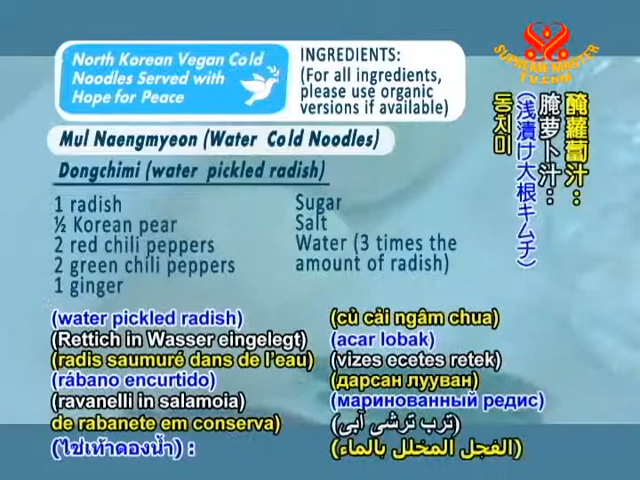 North Korean Vegan Cold
Noodles Served with
Hope for Peace
INGREDIENTS:
(For all ingredients,
please use organic
versions if available)
SUPREME MASTER
TV.COM
Mul Naengmyeon (Water Cold Noodles)
Dongchimi (water pickled radish)
1 radish
½ Korean pear
2 red chili peppers
2 green chili peppers
1 ginger
Sugar
Salt
Water (3 times the
amount of radish)
醃蘿蔔汁：
腌萝卜汁：
（浅漬け大根キムチ）
동치미
(water pickled radish)
(Rettich in Wasser eingelegt)
(radis saumuré dans de l'eau)
(rábano encurtido)
(ravanelli in salamoia)
de rabanete em conserva)
(ไช่เท้าดองน้ำ) :
(củ cải ngâm chua)
(acar lobak)
(vizes ecetes retek)
(дарсан лууван)
(маринованный редис)
(ترب ترشی آبی)
(الفجل المخلل بالماء)